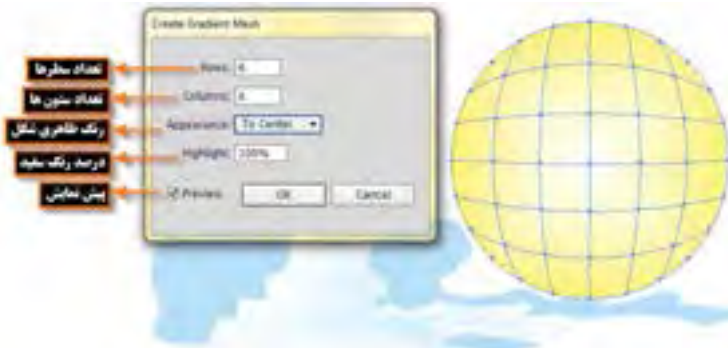 Create Gradient Mesh
تعداد سطرها
Rows: 6
تعداد ستون ها
Columns: 6
رنگ ظاهری شکل
Appearance: To Center
درصد رنگ سفید
Highlight: 100%
پیش نمایش
Preview OK Cancel